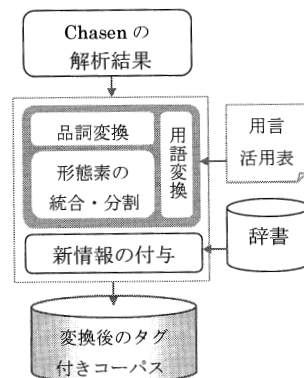 Chasen の
解析結果
品詞変換
形態素の
統合・分割
用語変換
用言
活用表
新情報の付与
辞書
変換後のタグ
付きコーパス